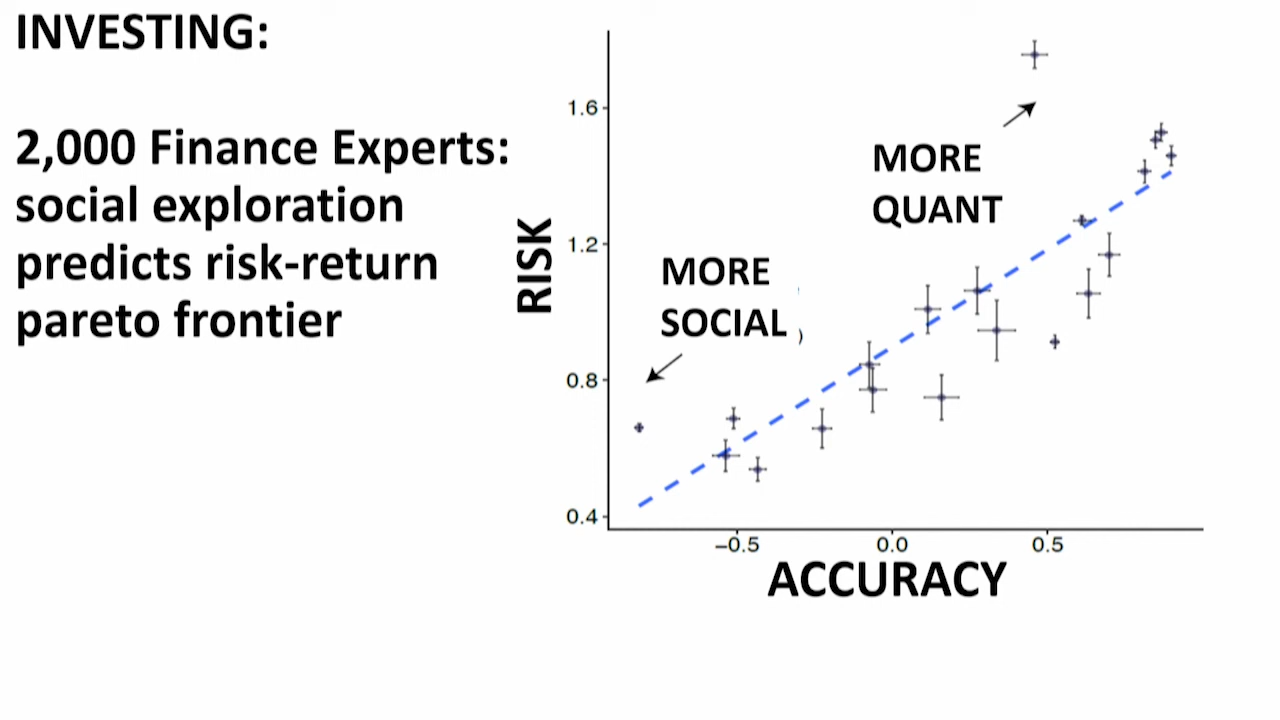 INVESTING:
2,000 Finance Experts:
social exploration
predicts risk-return
pareto frontier
RISK
1.6
1.2
0.8
0.4
MORE
QUANT
MORE
SOCIAL )
−0.5
0.0
0.5
ACCURACY